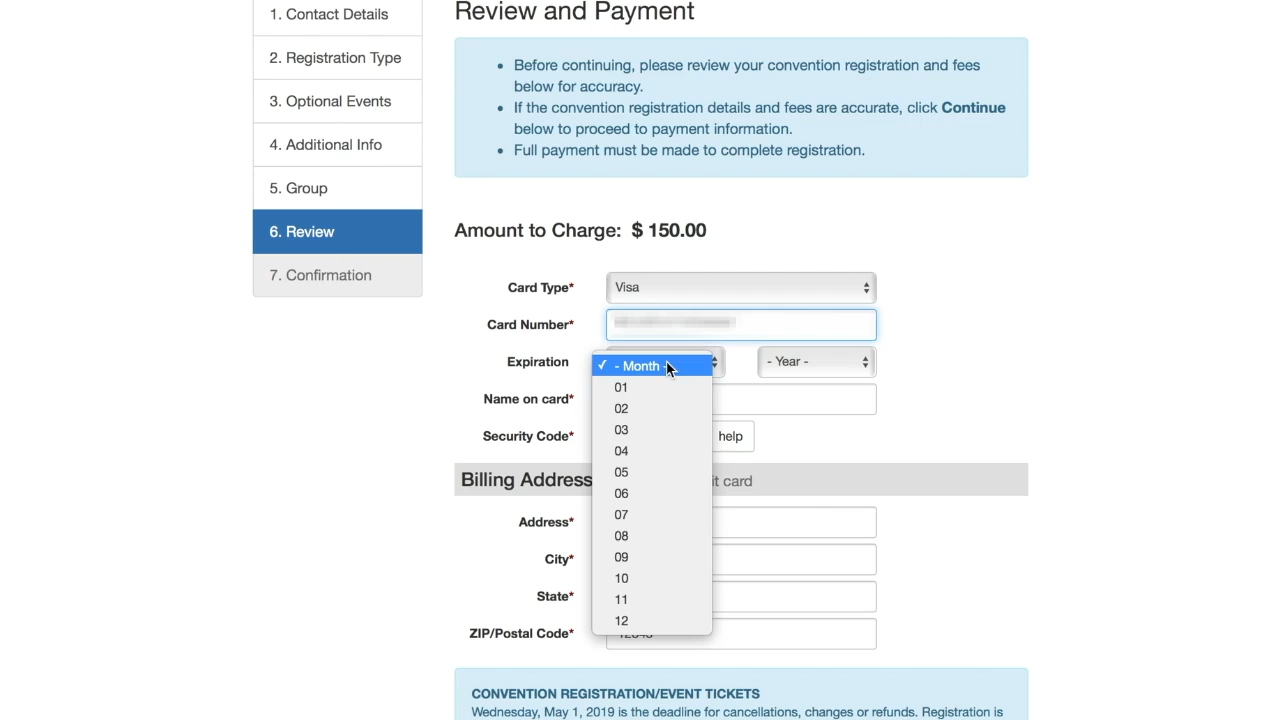 1. Contact Details
2. Registration Type
3. Optional Events
4. Additional Info
5. Group
6. Review
7. Confirmation
Review and Payment
Before continuing, please review your convention registration and fees
below for accuracy.
If the convention registration details and fees are accurate, click Continue
below to proceed to payment information.
Full payment must be made to complete registration.
Amount to Charge: $ 150.00
Card Type* Visa
Card Number*
Expiration - Month - - Year -
01
Name on card*
02
03
Security Code* help
04
05
Billing Address it card
06
07
Address*
08
09
City*
10
State*
11
12
ZIP/Postal Code*
CONVENTION REGISTRATION/EVENT TICKETS
Wednesday, May 1, 2019 is the deadline for cancellations, changes or refunds. Registration is